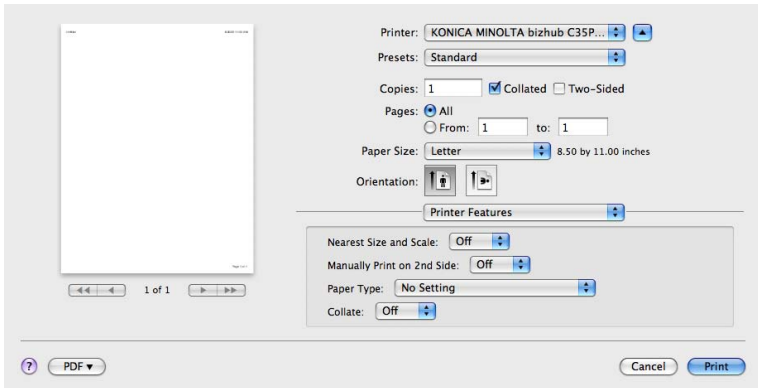 Printer: KONICA MINOLTA bizhub C35P...
Presets: Standard
Copies: 1 Collated Two-Sided
Pages: All
From: 1 to: 1
Paper Size: Letter 8.50 by 11.00 inches
Orientation:
Printer Features
Nearest Size and Scale: Off
Manually Print on 2nd Side: Off
Paper Type: No Setting
Collate: Off
1 of 1
? PDF ▼ Cancel Print